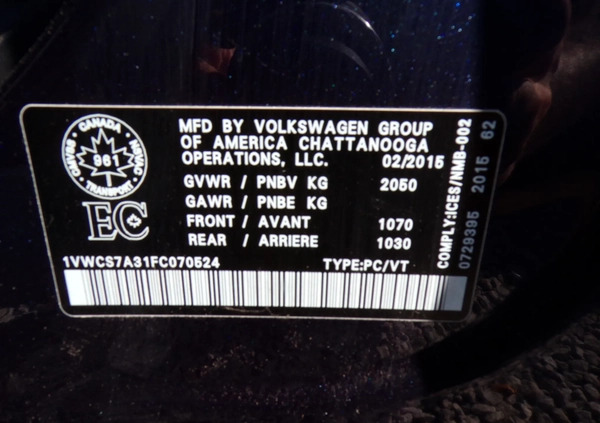 CANADA
961
TRANSPORT
EC
MFD BY VOLKSWAGEN GROUP
OF AMERICA CHATTANOOGA
OPERATIONS, LLC. 02/2015
GVWR / PNBV KG 2050
GAWR / PNBE KG
FRONT / AVANT 1070
REAR / ARRIERE 1030
1VWCS7A31FC070524 TYPE:PC/VT
COMPLY:ICES/NMB-002
0729395 2015 62